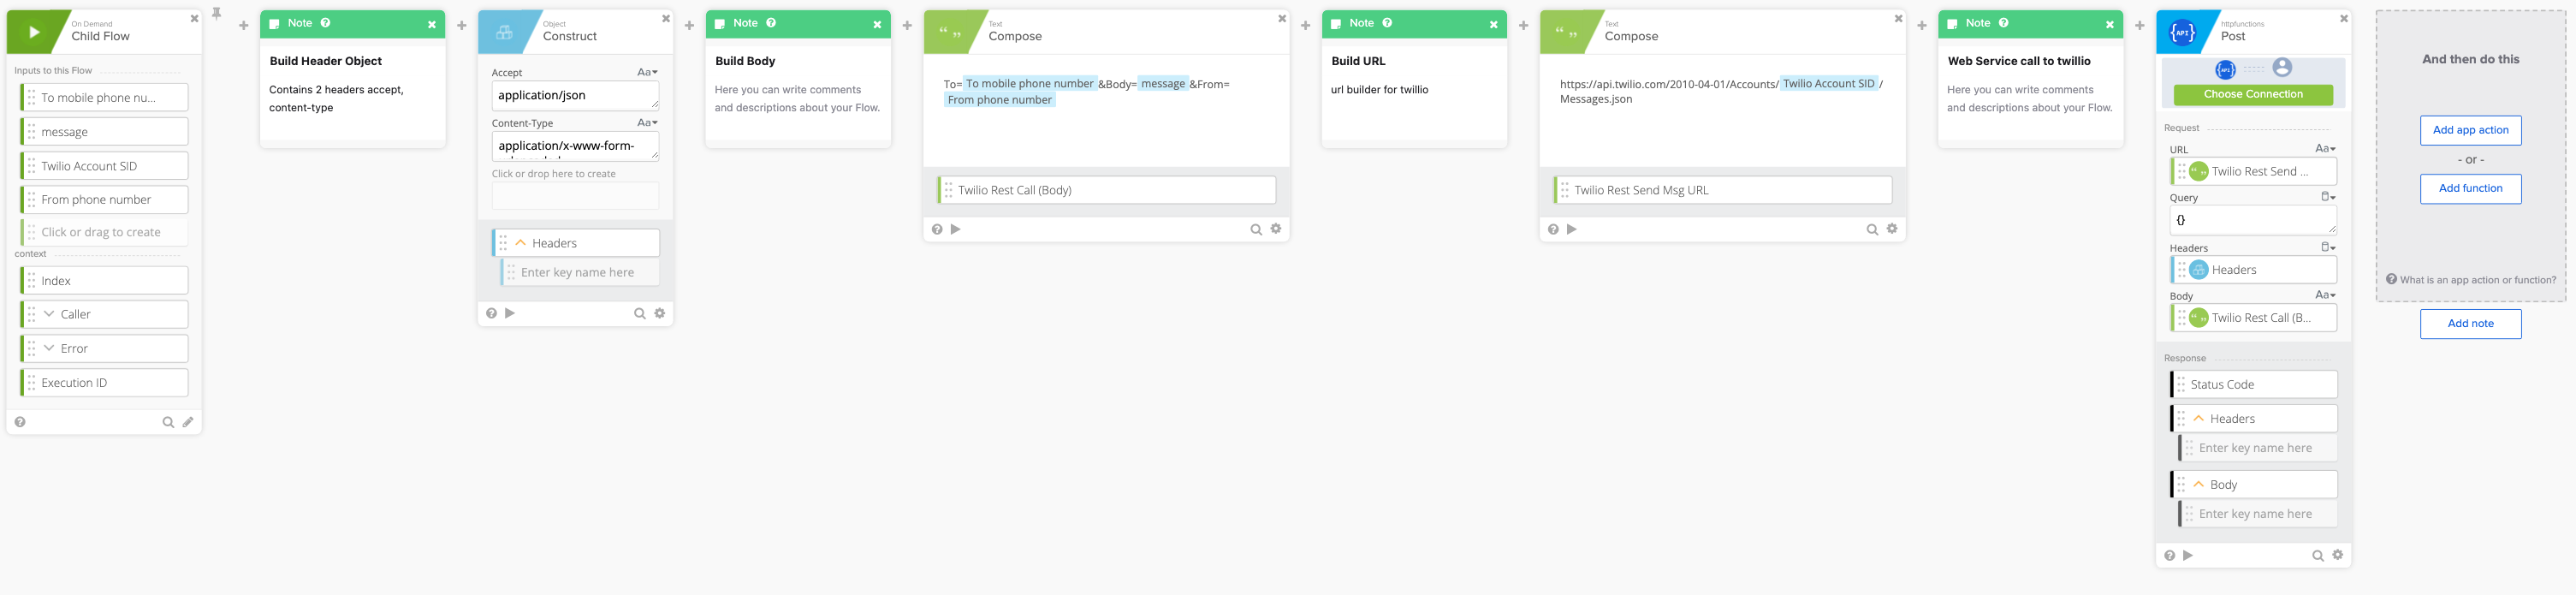 On Demand
Child Flow
Inputs to this Flow
To mobile phone nu...
message
Twilio Account SID
From phone number
Click or drag to create
context
Index
Caller
Error
Execution ID
Note
Build Header Object
Contains 2 headers accept,
content-type
Object
Construct
Accept
Aa
application/json
Content-Type
Aa
application/x-www-form-
Click or drop here to create
Headers
Enter key name here
Note
Build Body
Here you can write comments
and descriptions about your Flow.
Text
Compose
To= To mobile phone number &Body= message &From=
From phone number
Twilio Rest Call (Body)
Note
Build URL
url builder for twillio
Text
Compose
https://api.twilio.com/2010-04-01/Accounts/ Twilio Account SID /
Messages.json
Twilio Rest Send Msg URL
Note
Web Service call to twillio
Here you can write comments
and descriptions about your Flow.
httpfunctions
Post
API
API
Choose Connection
Request
URL
Aa
Twilio Rest Send ...
Query
{}
Headers
Headers
Body
Aa
Twilio Rest Call (B...
Response
Status Code
Headers
Enter key name here
Body
Enter key name here
And then do this
Add app action
- or -
Add function
What is an app action or function?
Add note